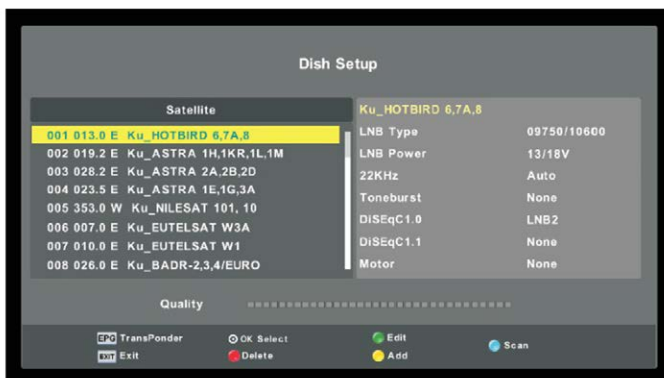 Dish Setup
Satellite
001 013.0 E Ku_HOTBIRD 6,7A,8
002 019.2 E Ku_ASTRA 1H,1KR,1L,1M
003 028.2 E Ku_ASTRA 2A,2B,2D
004 023.5 E Ku_ASTRA 1E,1G,3A
005 353.0 W Ku_NILESAT 101, 10
006 007.0 E Ku_EUTELSAT W3A
007 010.0 E Ku_EUTELSAT W1
008 026.0 E Ku_BADR-2,3,4/EURO
Ku_HOTBIRD 6,7A,8
LNB Type 09750/10600
LNB Power 13/18V
22KHz Auto
Toneburst None
DiSEqC1.0 LNB2
DiSEqC1.1 None
Motor None
Quality
EPG TransPonder OK Select Edit Scan
EXIT Exit Delete Add